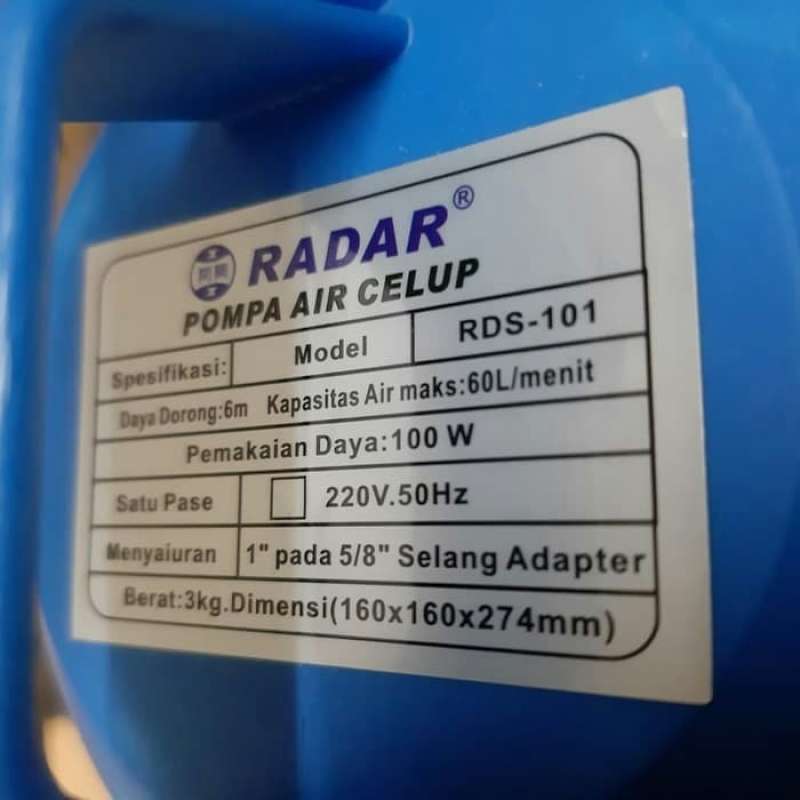 RADAR®
POMPA AIR CELUP
Spesifikasi: Model RDS-101
Daya Dorong:6m Kapasitas Air maks:60L/menit
Pemakaian Daya:100 W
Satu Pase 220V.50Hz
Menyaiuran 1" pada 5/8" Selang Adapter
Berat:3kg.Dimensi(160x160x274mm)